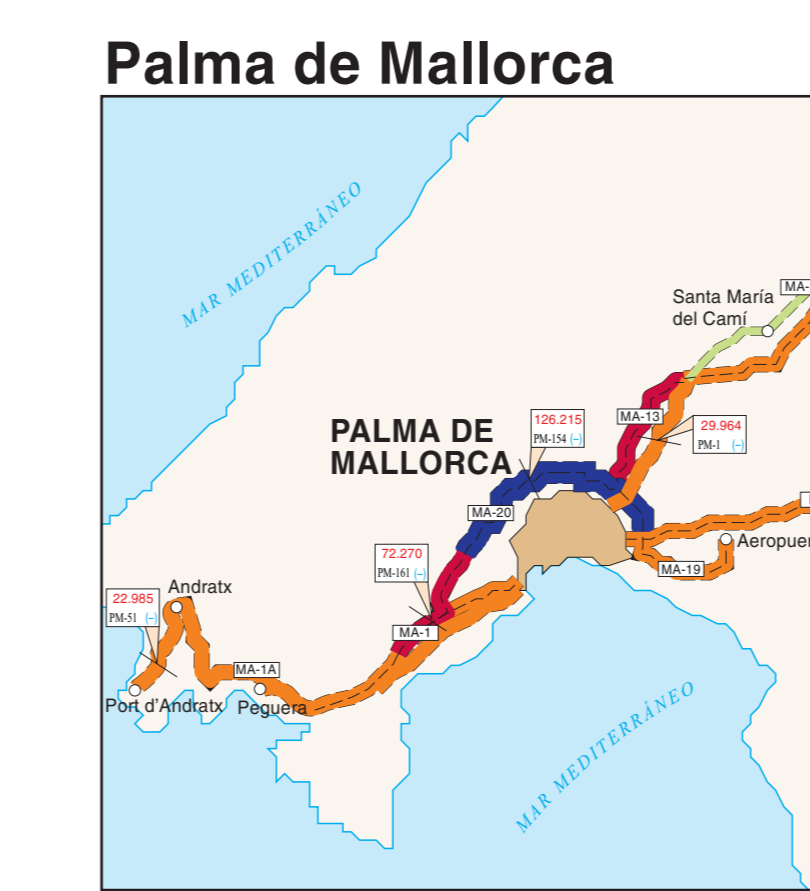 Palma de Mallorca
MAR MEDITERRÁNEO
Santa María
del Camí
MA-
126.215
PM-154 (–)
MA-13
29.964
PM-1 (–)
PALMA DE
MALLORCA
MA-20
72.270
PM-161 (–)
Aeropuer
MA-19
Andratx
22.985
PM-51 (–)
MA-1
MA-1A
Port d'Andratx
Peguera
MAR MEDITERRÁNEO